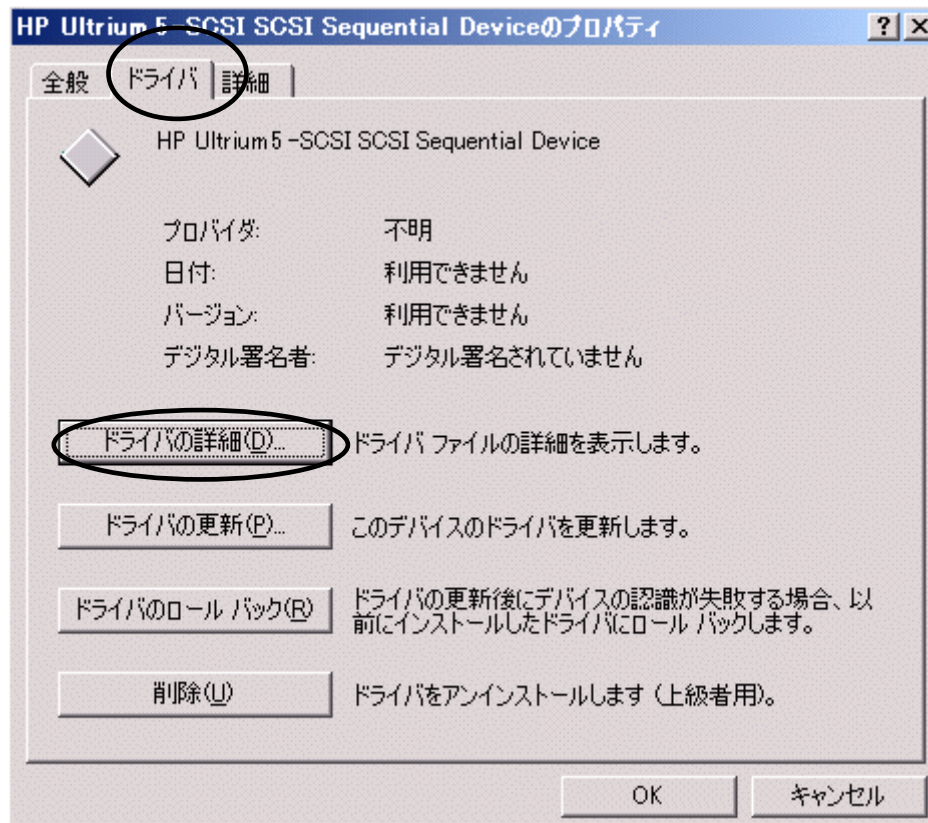 HP Ultrium 5-SCSI SCSI Sequential Deviceのプロパティ
全般 ドライバ 詳細
HP Ultrium 5 -SCSI SCSI Sequential Device
プロバイダ: 不明
日付: 利用できません
バージョン: 利用できません
デジタル署名者: デジタル署名されていません
ドライバの詳細(D)... ドライバ ファイルの詳細を表示します。
ドライバの更新(P)... このデバイスのドライバを更新します。
ドライバのロール バック(R) ドライバの更新後にデバイスの認識が失敗する場合、以
前にインストールしたドライバにロール バックします。
削除(U) ドライバをアンインストールします (上級者用)。
OK キャンセル